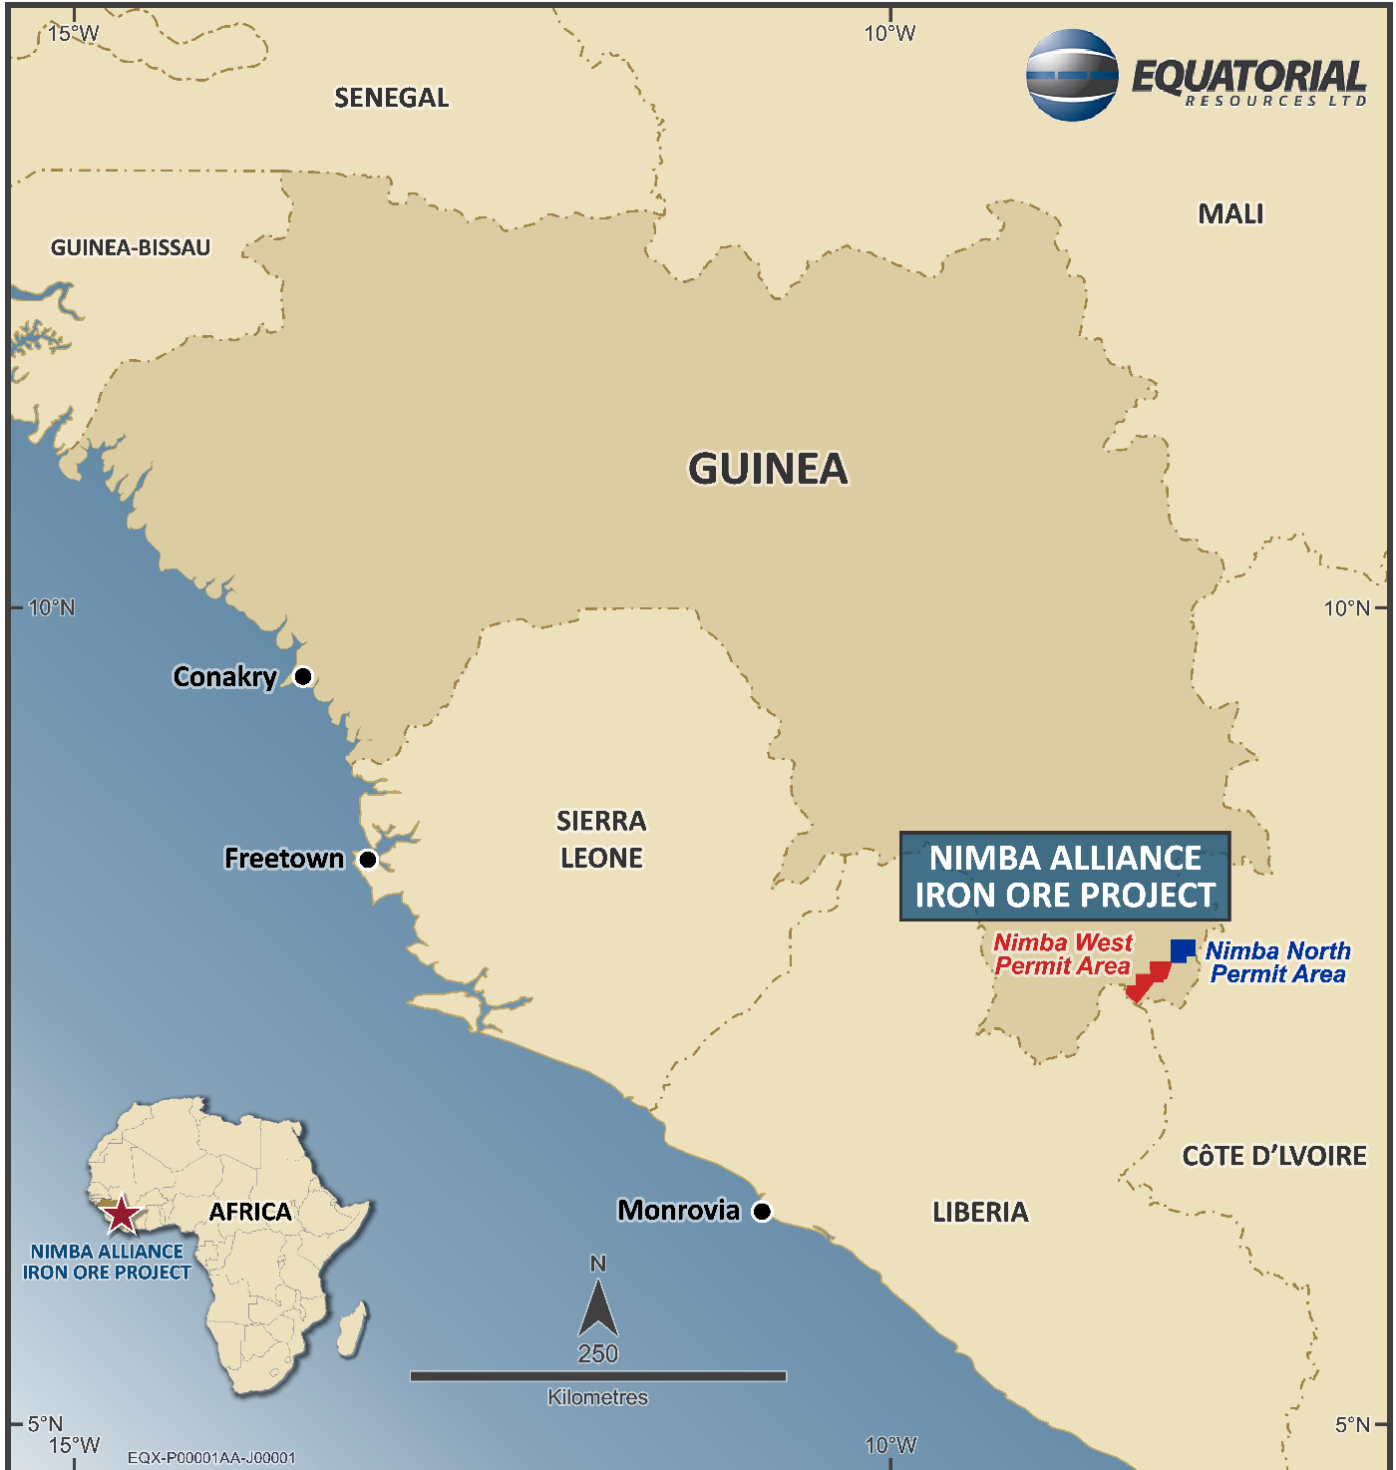 15°W
10°W
EQUATORIAL
RESOURCES LTD
SENEGAL
MALI
GUINEA-BISSAU
GUINEA
10°N
10°N
Conakry
SIERRA
LEONE
Freetown
NIMBA ALLIANCE
IRON ORE PROJECT
Nimba West
Permit Area
Nimba North
Permit Area
CôTE D'LVOIRE
Monrovia
LIBERIA
AFRICA
NIMBA ALLIANCE
IRON ORE PROJECT
N
250
Kilometres
5°N
5°N
15°W
10°W
EQX-P00001AA-J00001